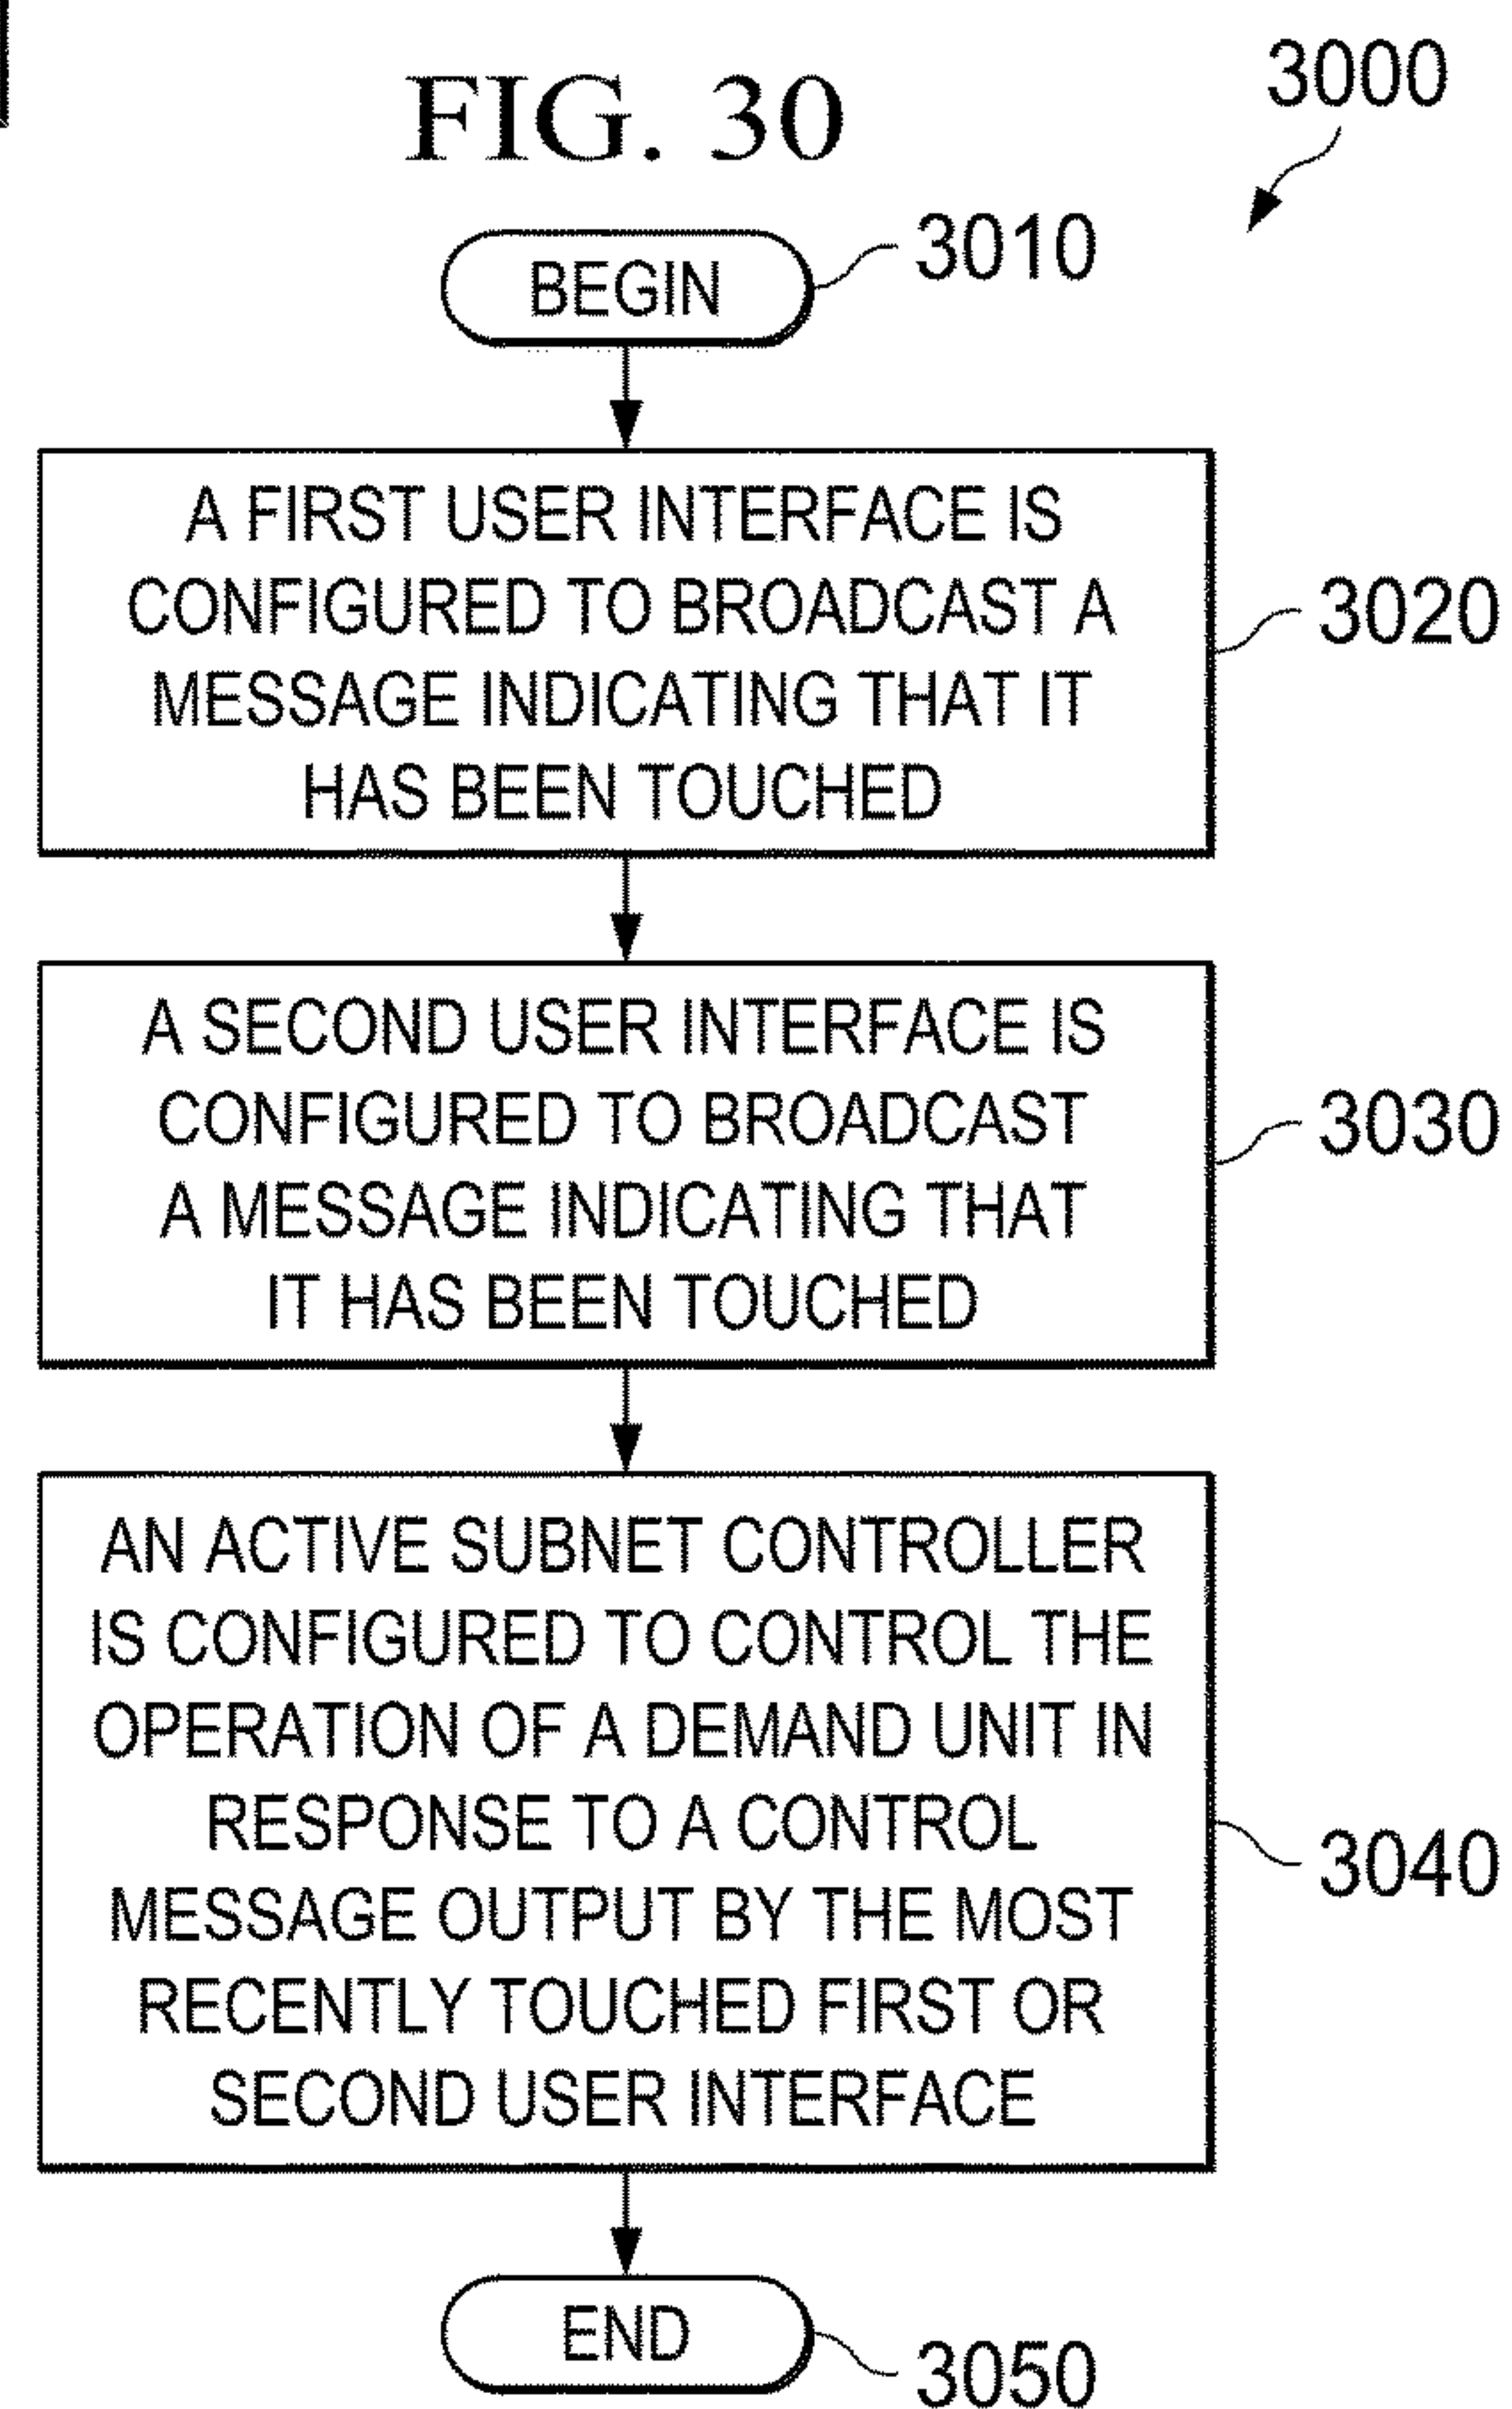 FIG. 30
3000
BEGIN
3010
A FIRST USER INTERFACE IS
CONFIGURED TO BROADCAST A
MESSAGE INDICATING THAT IT
HAS BEEN TOUCHED
3020
A SECOND USER INTERFACE IS
CONFIGURED TO BROADCAST
A MESSAGE INDICATING THAT
IT HAS BEEN TOUCHED
3030
AN ACTIVE SUBNET CONTROLLER
IS CONFIGURED TO CONTROL THE
OPERATION OF A DEMAND UNIT IN
RESPONSE TO A CONTROL
MESSAGE OUTPUT BY THE MOST
RECENTLY TOUCHED FIRST OR
SECOND USER INTERFACE
3040
END
3050